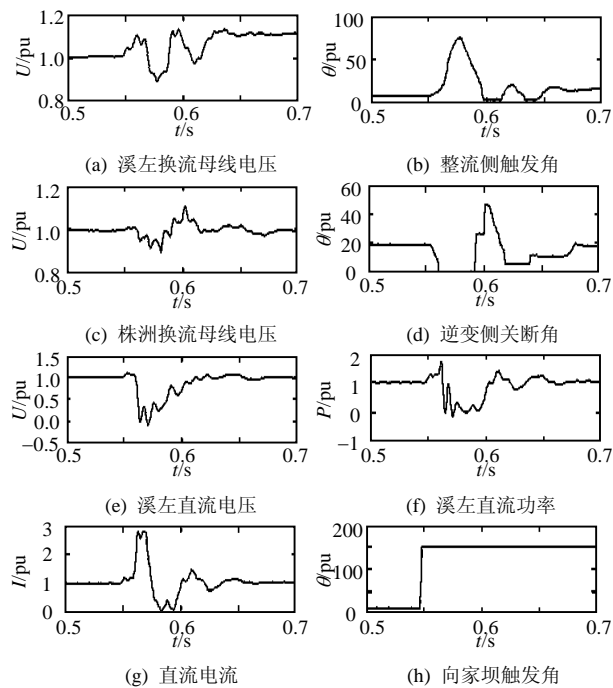 1.2
1.0
0.8
U/pu
0.5
0.6
0.7
t/s
(a) 溪左换流母线电压
100
50
0
θ/pu
0.5
0.6
0.7
t/s
(b) 整流侧触发角
1.2
1.0
0.8
U/pu
0.5
0.6
0.7
t/s
(c) 株洲换流母线电压
60
40
20
0
θ/pu
0.5
0.6
0.7
t/s
(d) 逆变侧关断角
1.5
1.0
0.0
−0.5
U/pu
0.5
0.6
0.7
t/s
(e) 溪左直流电压
2
1
0
−1
P/pu
0.5
0.6
0.7
t/s
(f) 溪左直流功率
3
2
1
0
I/pu
0.5
0.6
0.7
t/s
(g) 直流电流
200
100
0
θ/pu
0.5
0.6
0.7
t/s
(h) 向家坝触发角